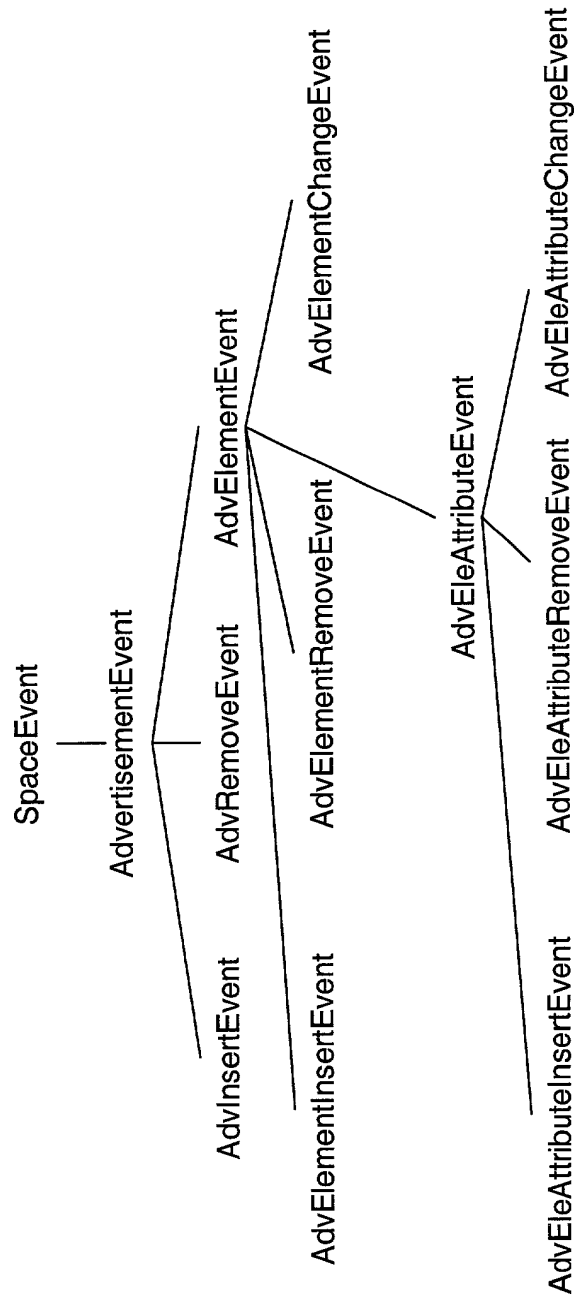 SpaceEvent
AdvertisementEvent
AdvInsertEvent
AdvRemoveEvent
AdvElementEvent
AdvElementInsertEvent
AdvElementRemoveEvent
AdvElementChangeEvent
AdvEleAttributeEvent
AdvEleAttributeInsertEvent
AdvEleAttributeRemoveEvent
AdvEleAttributeChangeEvent